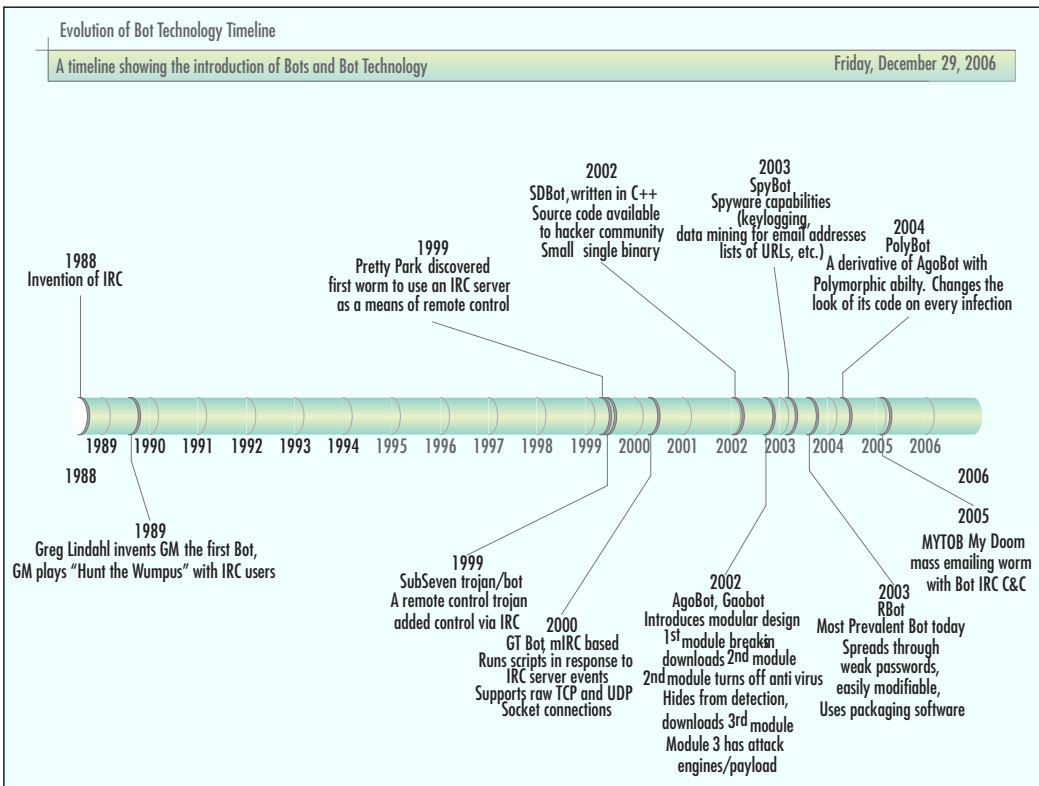 Evolution of Bot Technology Timeline
A timeline showing the introduction of Bots and Bot Technology
Friday, December 29, 2006
1988
Invention of IRC
1999
Pretty Park discovered
first worm to use an IRC server
as a means of remote control
2002
SDBot, written in C++
Source code available
to hacker community
Small single binary
2003
SpyBot
Spyware capabilities
(keylogging,
data mining for email addresses
lists of URLs, etc.)
2004
PolyBot
A derivative of AgoBot with
Polymorphic abilty. Changes the
look of its code on every infection
1989 1990 1991 1992 1993 1994 1995 1996 1997 1998 1999 2000 2001 2002 2003 2004 2005 2006
1988
2006
1989
Greg Lindahl invents GM the first Bot,
GM plays “Hunt the Wumpus” with IRC users
1999
SubSeven trojan/bot
A remote control trojan
added control via IRC
2000
GT Bot, mIRC based
Runs scripts in response to
IRC server events
Supports raw TCP and UDP
Socket connections
2002
AgoBot, Gaobot
Introduces modular design
1st module breaks in
downloads 2nd module
2nd module turns off anti virus
Hides from detection,
downloads 3rd module
Module 3 has attack
engines/payload
2003
RBot
Most Prevalent Bot today
Spreads through
weak passwords,
easily modifiable,
Uses packaging software
2005
MYTOB My Doom
mass emailing worm
with Bot IRC C&C